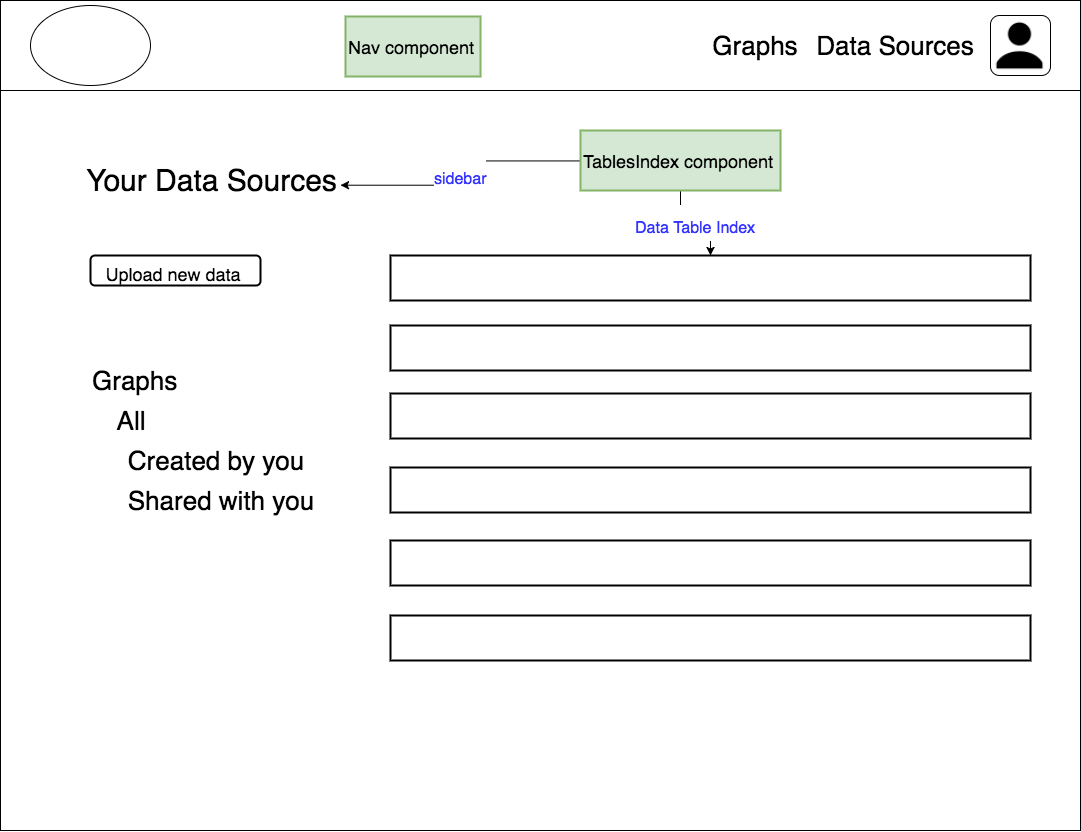 Nav component
Graphs Data Sources
TablesIndex component
Your Data Sources
sidebar
Data Table Index
Upload new data
Graphs
All
Created by you
Shared with you